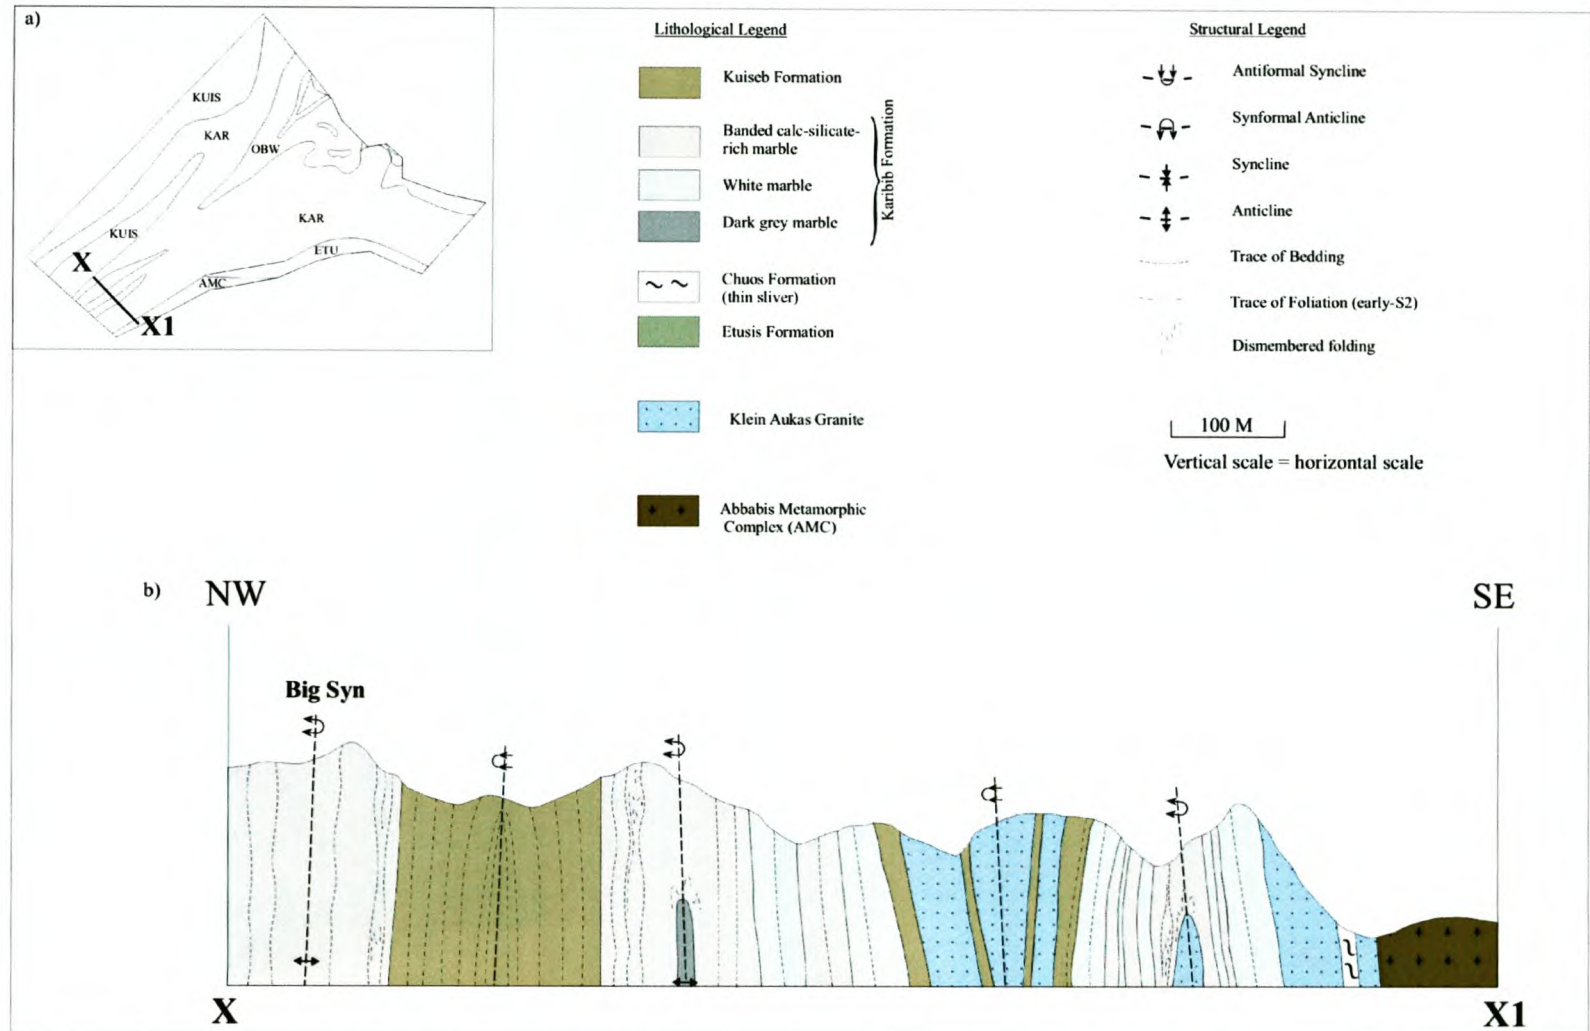 a)
KUIS
KAR
OBW
KAR
KUIS
ETU
AMC
X
X1
Lithological Legend
Kuiseb Formation
Banded calc-silicate-
rich marble
White marble
Dark grey marble
Karibib Formation
Chuos Formation
(thin sliver)
Etusis Formation
Klein Aukas Granite
Abbabis Metamorphic
Complex (AMC)
Structural Legend
Antiformal Syncline
Synformal Anticline
Syncline
Anticline
Trace of Bedding
Trace of Foliation (early-S2)
Dismembered folding
100 M
Vertical scale = horizontal scale
b)
NW
SE
Big Syn
X
X1